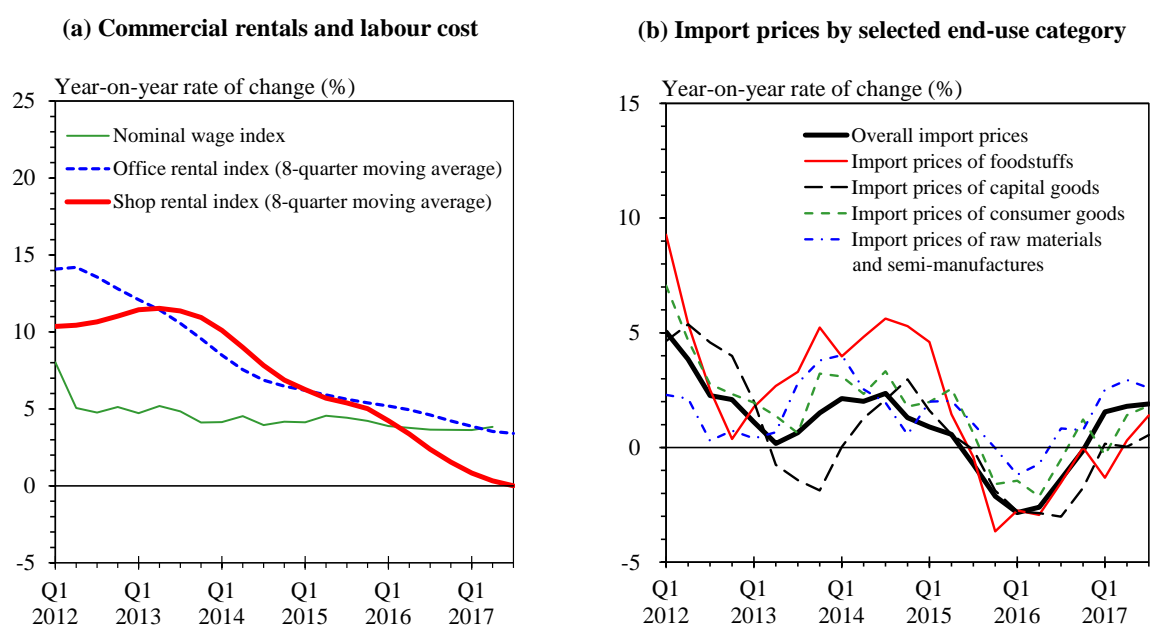 (a) Commercial rentals and labour cost
Year-on-year rate of change (%)
25
20
15
10
5
0
-5
Nominal wage index
Office rental index (8-quarter moving average)
Shop rental index (8-quarter moving average)
Q1 Q1 Q1 Q1 Q1 Q1
2012 2013 2014 2015 2016 2017
(b) Import prices by selected end-use category
Year-on-year rate of change (%)
15
10
5
0
-5
Overall import prices
Import prices of foodstuffs
Import prices of capital goods
Import prices of consumer goods
Import prices of raw materials
and semi-manufactures
Q1 Q1 Q1 Q1 Q1 Q1
2012 2013 2014 2015 2016 2017